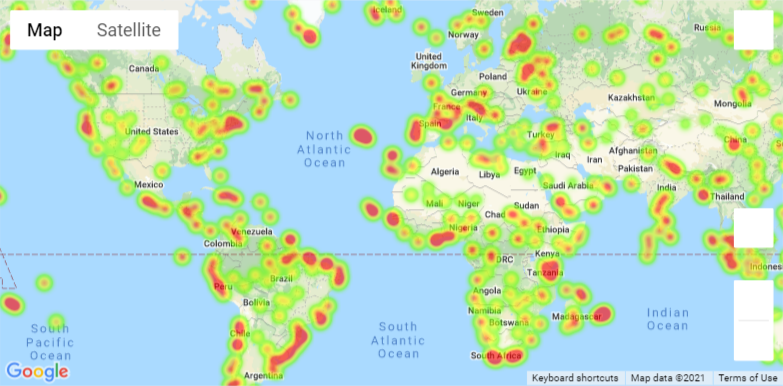 Map Satellite
Iceland
Sweden
Norway
Russia
Canada
United
Kingdom
Poland
Germany
Ukraine
Kazakhstan
Mongolia
France
Italy
Spain
United States
North
Atlantic
Ocean
Turkey
China
Afghanistan
Iraq
Iran
Pakistan
Algeria
Libya
Egypt
Saudi Arabia
India
Mexico
Mali
Niger
Sudan
Chad
Thailand
Venezuela
Nigeria
Ethiopia
Colombia
DRC
Kenya
Indones
Tanzania
Brazil
Peru
Angola
Bolivia
Namibia
Botswana
Madagascar
Indian
Ocean
South
Pacific
Ocean
Chile
South
Atlantic
Ocean
South Africa
Argentina
Google
Keyboard shortcuts Map data ©2021 Terms of Use